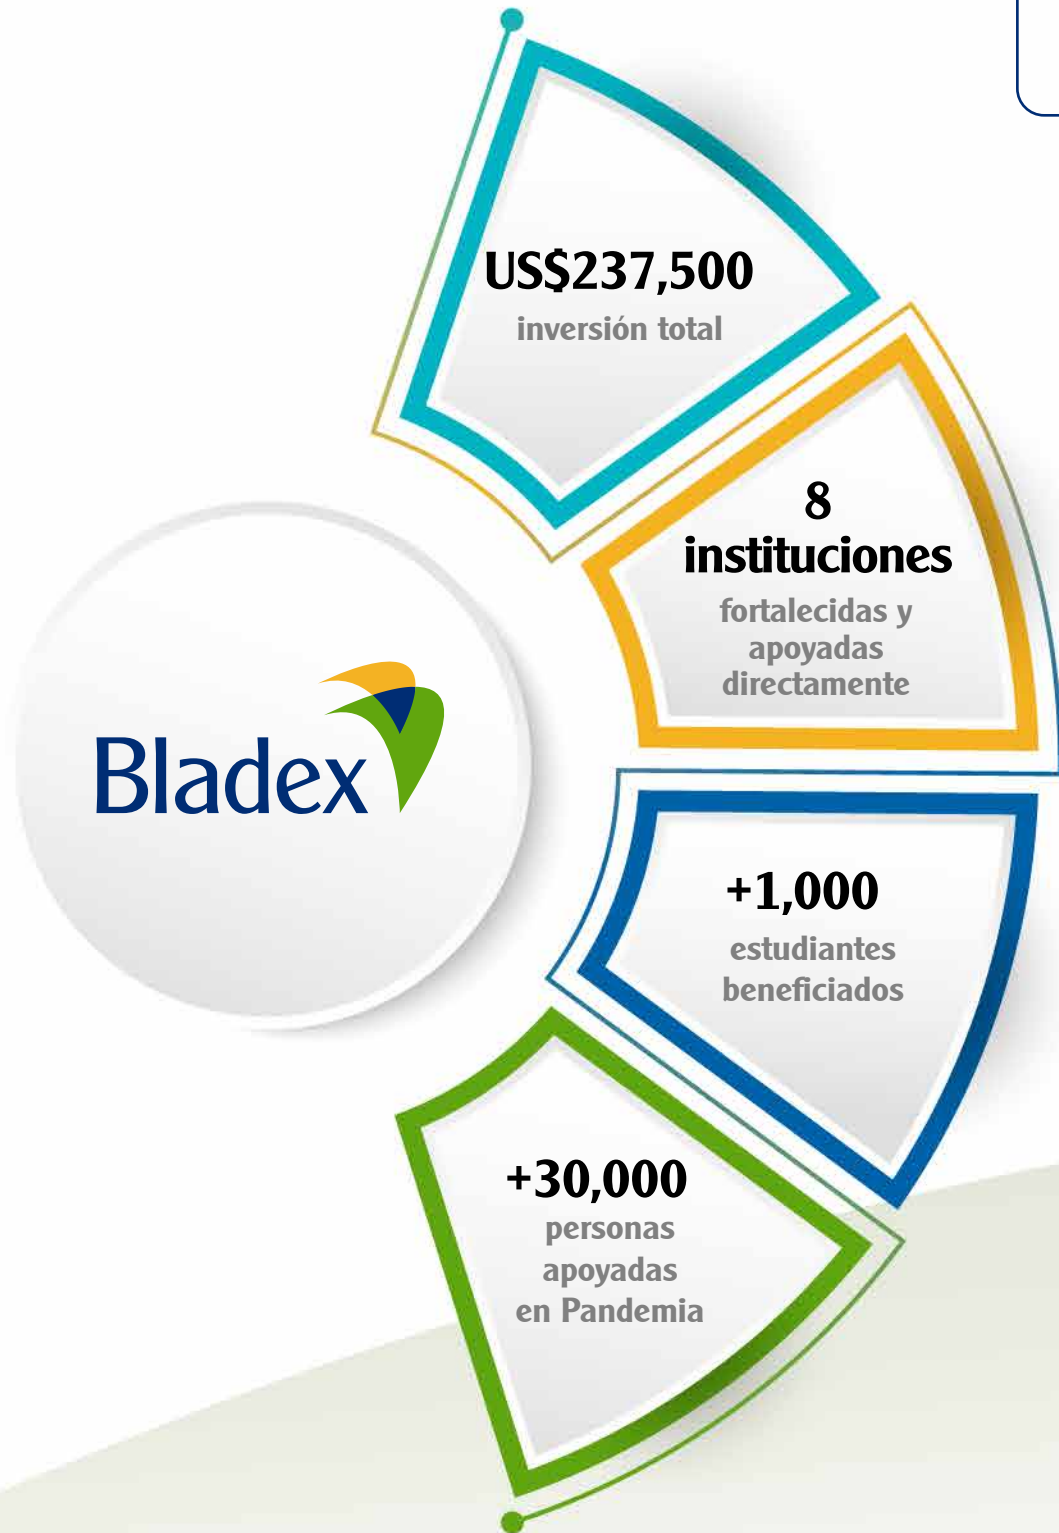 US$237,500
inversión total
8
instituciones
fortalecidas y
apoyadas
directamente
Bladex
+1,000
estudiantes
beneficiados
+30,000
personas
apoyadas
en Pandemia